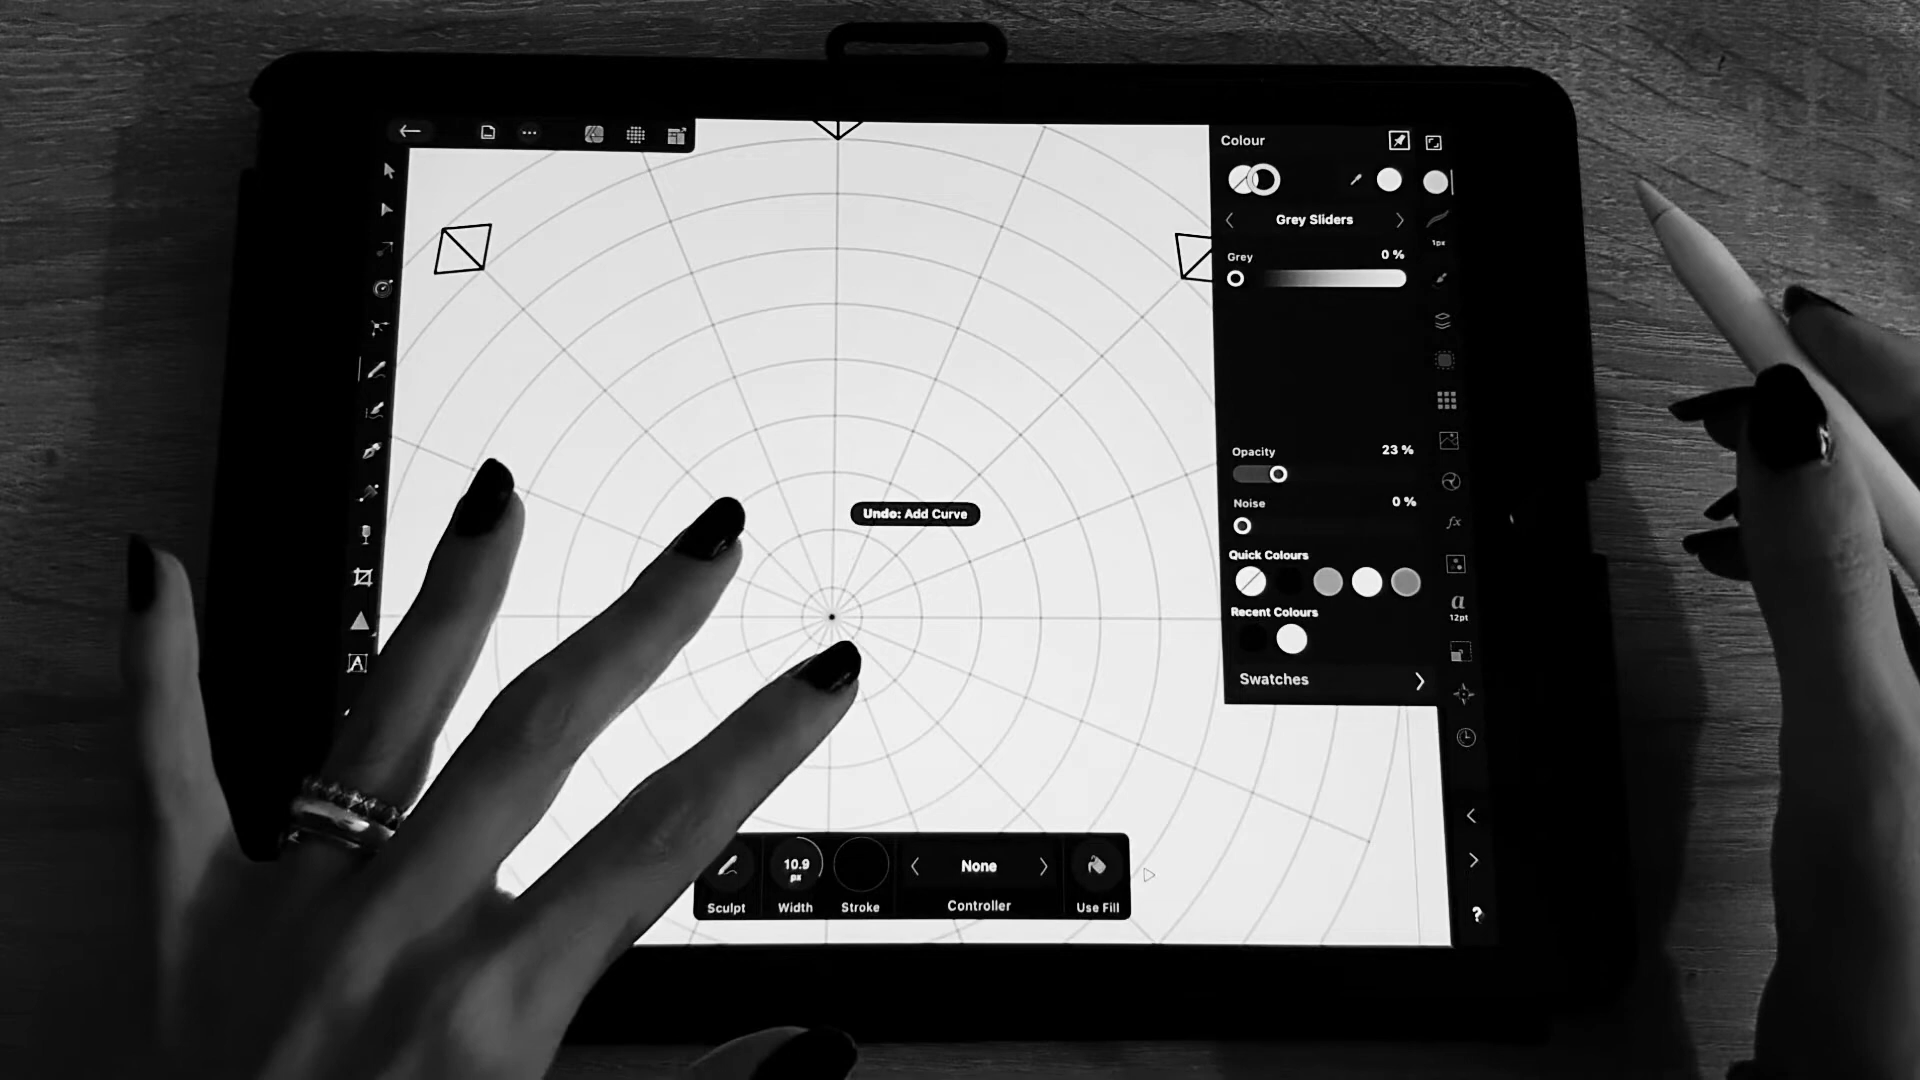 Colour
Grey Sliders
Grey 0 %
1px
Opacity 23 %
Noise 0 %
Quick Colours
Recent Colours
Swatches
fx
a
12pt
A
Undo: Add Curve
10.9
px
None
Sculpt Width Stroke Controller Use Fill
?